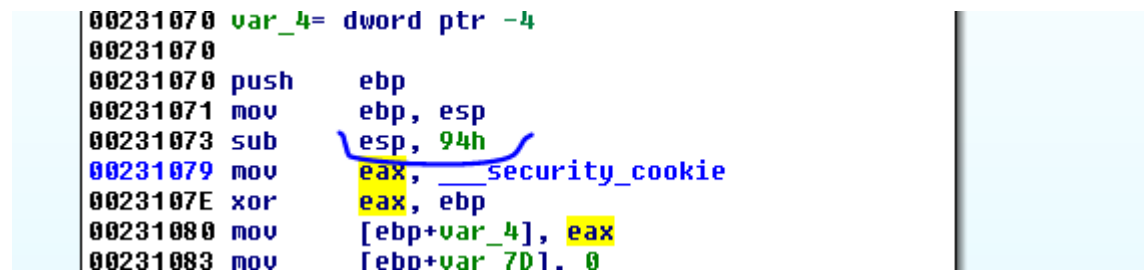 00231070 var_4= dword ptr -4
00231070
00231070 push ebp
00231071 mov ebp, esp
00231073 sub esp, 94h
00231079 mov eax, ___security_cookie
0023107E xor eax, ebp
00231080 mov [ebp+var_4], eax
00231083 mov [ebp+var_7D], 0